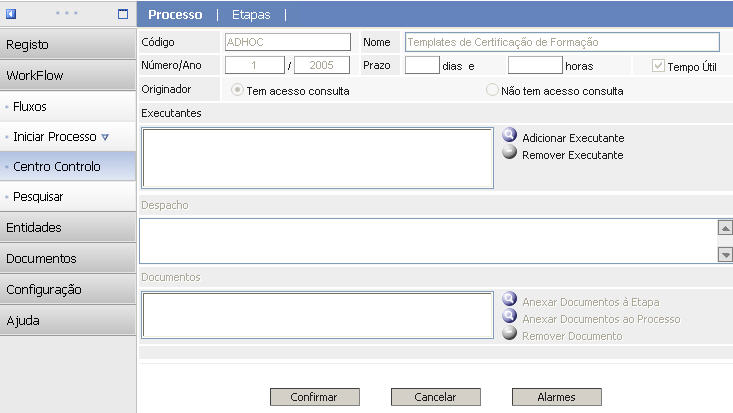 Processo | Etapas |
Registo
WorkFlow
Fluxos
Iniciar Processo
Centro Controlo
Pesquisar
Entidades
Documentos
Configuração
Ajuda
Código ADHOC Nome Templates de Certificação de Formação
Número/Ano 1 / 2005 Prazo dias e horas Tempo Útil
Originador Tem acesso consulta Não tem acesso consulta
Executantes
Adicionar Executante
Remover Executante
Despacho
Documentos
Anexar Documentos à Etapa
Anexar Documentos ao Processo
Remover Documento
Confirmar Cancelar Alarmes